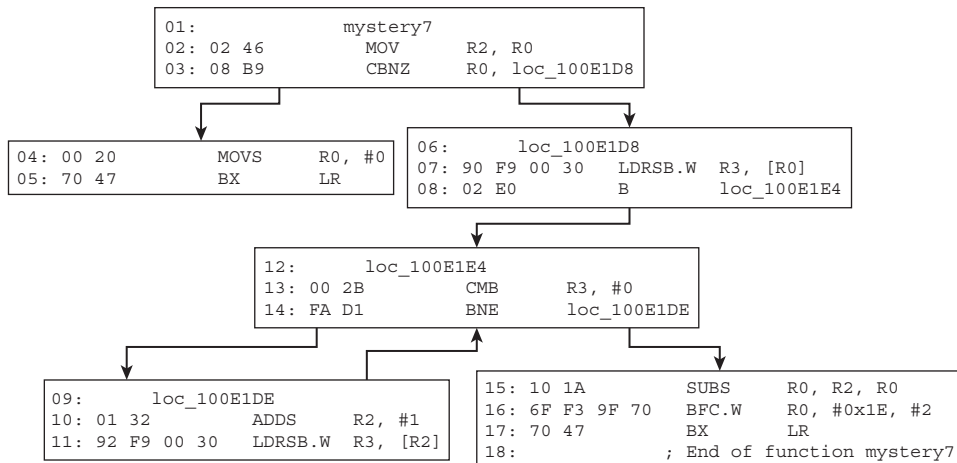 01: mystery7
02: 02 46 MOV R2, R0
03: 08 B9 CBNZ R0, loc_100E1D8
04: 00 20 MOVS R0, #0
05: 70 47 BX LR
06: loc_100E1D8
07: 90 F9 00 30 LDRSB.W R3, [R0]
08: 02 E0 B loc_100E1E4
12: loc_100E1E4
13: 00 2B CMB R3, #0
14: FA D1 BNE loc_100E1DE
09: loc_100E1DE
10: 01 32 ADDS R2, #1
11: 92 F9 00 30 LDRSB.W R3, [R2]
15: 10 1A SUBS R0, R2, R0
16: 6F F3 9F 70 BFC.W R0, #0x1E, #2
17: 70 47 BX LR
18: ; End of function mystery7